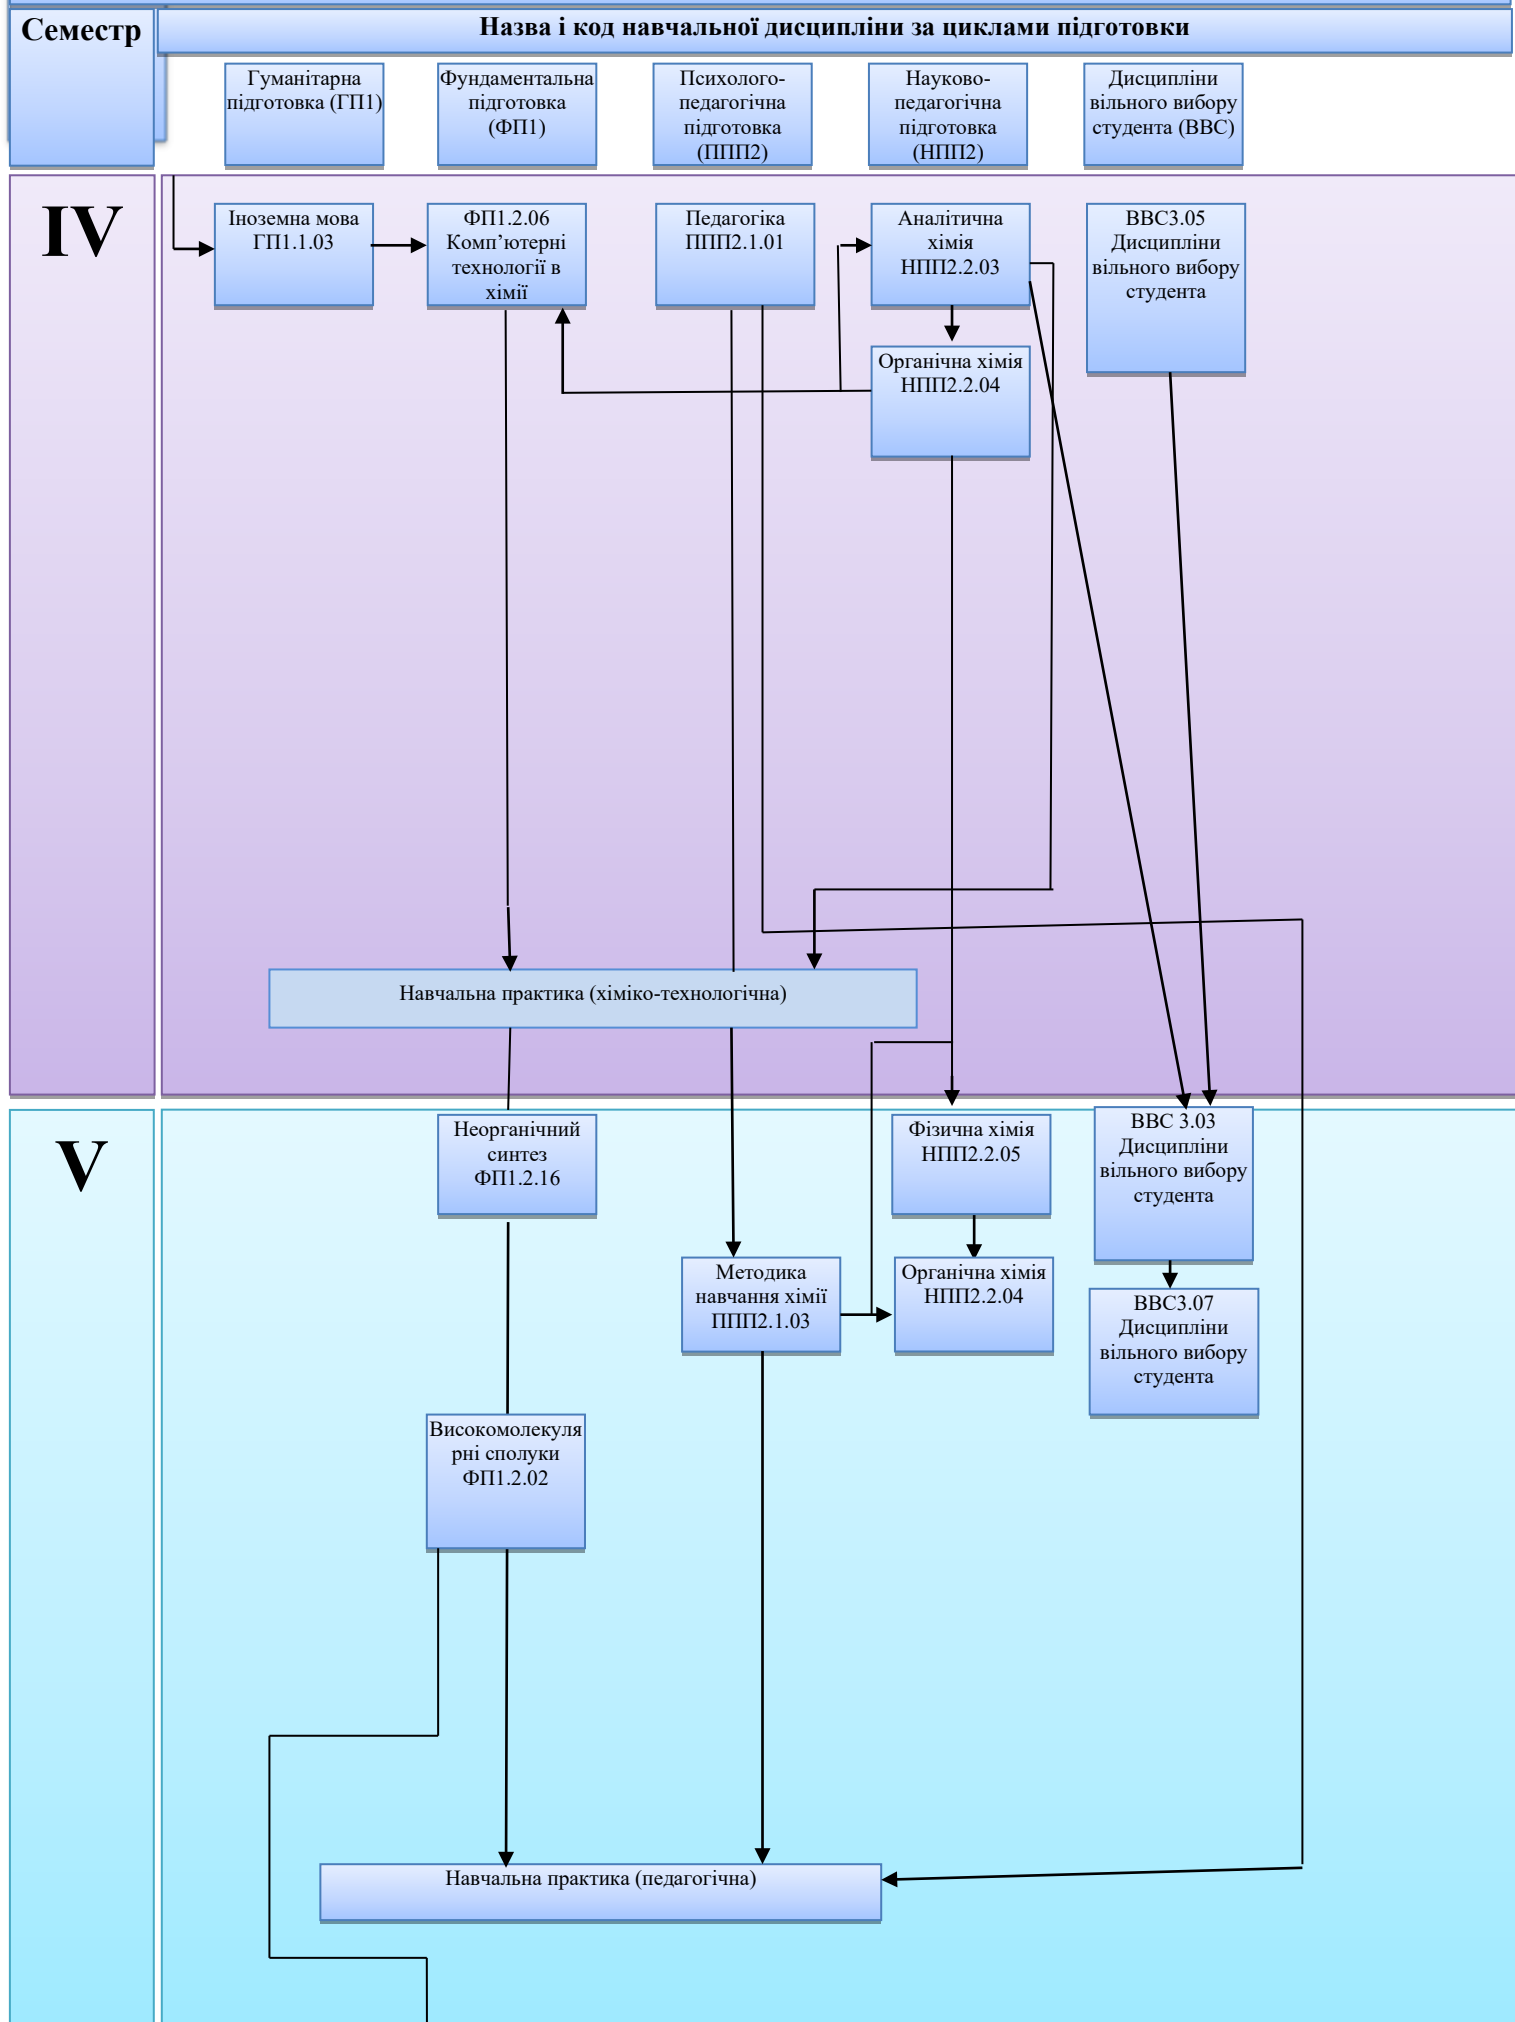 Семестр
Назва і код навчальної дисципліни за циклами підготовки
Гуманітарна
підготовка (ГП1)
Фундаментальна
підготовка
(ФП1)
Психолого-
педагогічна
підготовка
(ППП2)
Науково-
педагогічна
підготовка
(НПП2)
Дисципліни
вільного вибору
студента (ВВС)
IV
Іноземна мова
ГП1.1.03
ФП1.2.06
Комп’ютерні
технології в
хімії
Педагогіка
ППП2.1.01
Аналітична
хімія
НПП2.2.03
ВВС3.05
Дисципліни
вільного вибору
студента
Органічна хімія
НПП2.2.04
Навчальна практика (хіміко-технологічна)
V
Неорганічний
синтез
ФП1.2.16
Фізична хімія
НПП2.2.05
ВВС 3.03
Дисципліни
вільного вибору
студента
Методика
навчання хімії
ППП2.1.03
Органічна хімія
НПП2.2.04
ВВС3.07
Дисципліни
вільного вибору
студента
Високомолекуля
рні сполуки
ФП1.2.02
Навчальна практика (педагогічна)